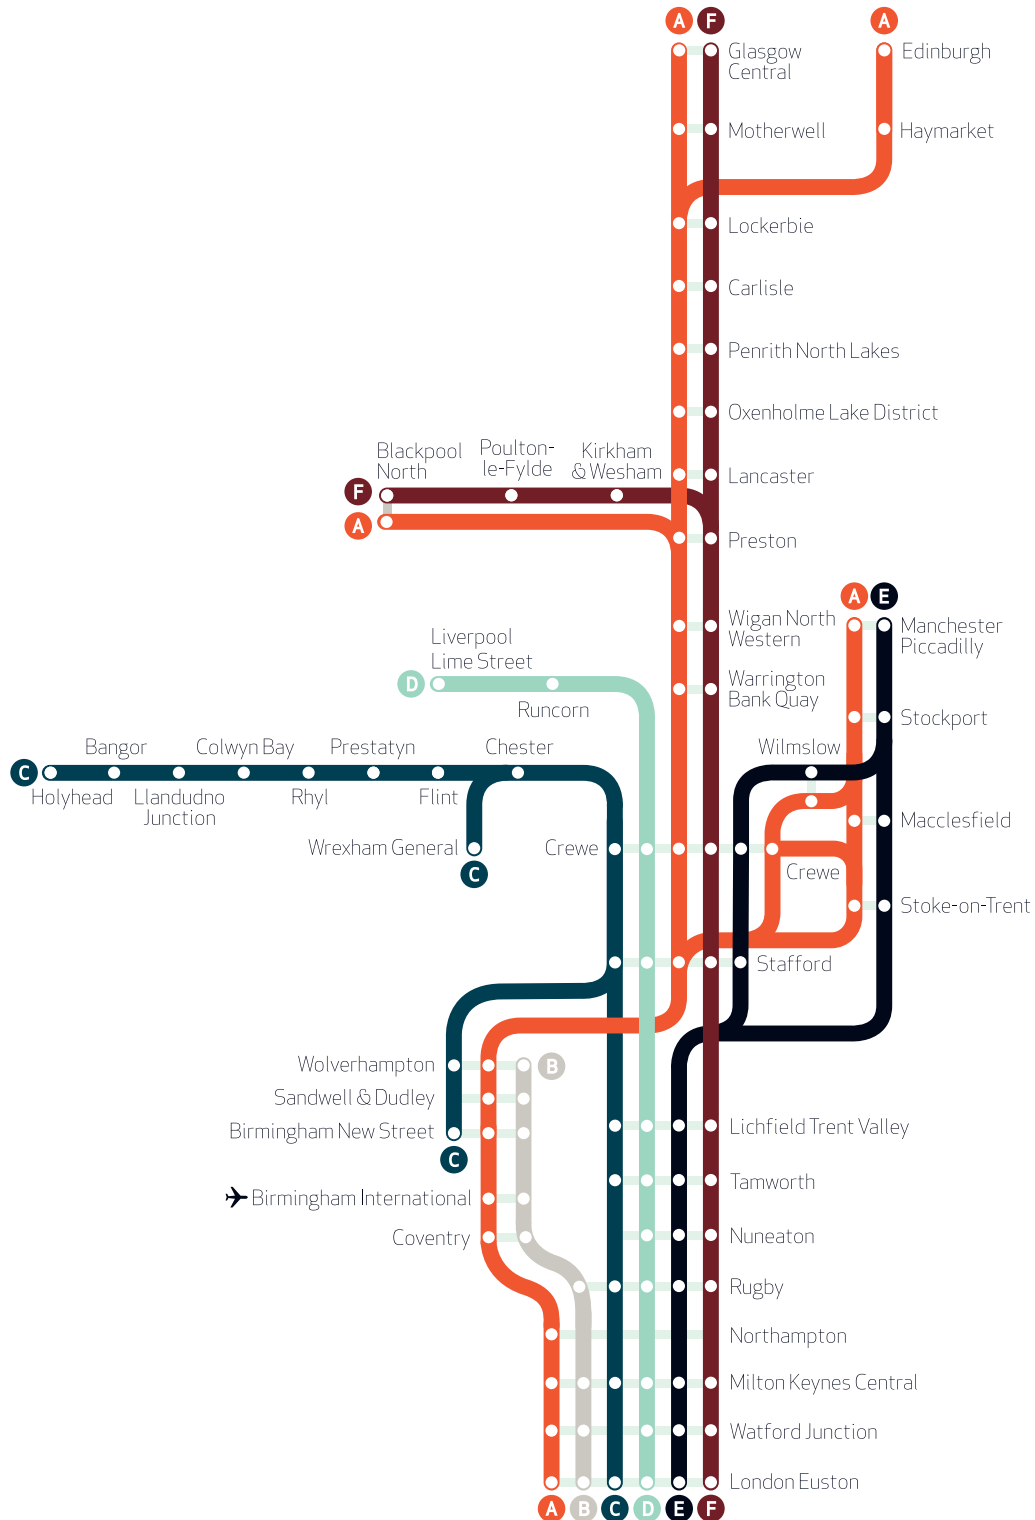 A
F
A
Glasgow
Central
Edinburgh
Motherwell
Haymarket
Lockerbie
Carlisle
Penrith North Lakes
Oxenholme Lake District
Blackpool
North
Poulton-
le-Fylde
Kirkham
& Wesham
Lancaster
F
A
Preston
A
E
Wigan North
Western
Manchester
Piccadilly
Liverpool
Lime Street
D
Runcorn
Warrington
Bank Quay
Stockport
Bangor
Colwyn Bay
Prestatyn
Chester
Wilmslow
C
Holyhead
Llandudno
Junction
Rhyl
Flint
Macclesfield
Wrexham General
C
Crewe
Crewe
Stoke-on-Trent
Stafford
Wolverhampton
B
Sandwell & Dudley
Birmingham New Street
C
Lichfield Trent Valley
Tamworth
Birmingham International
Coventry
Nuneaton
Rugby
Northampton
Milton Keynes Central
Watford Junction
London Euston
A
B
C
D
E
F